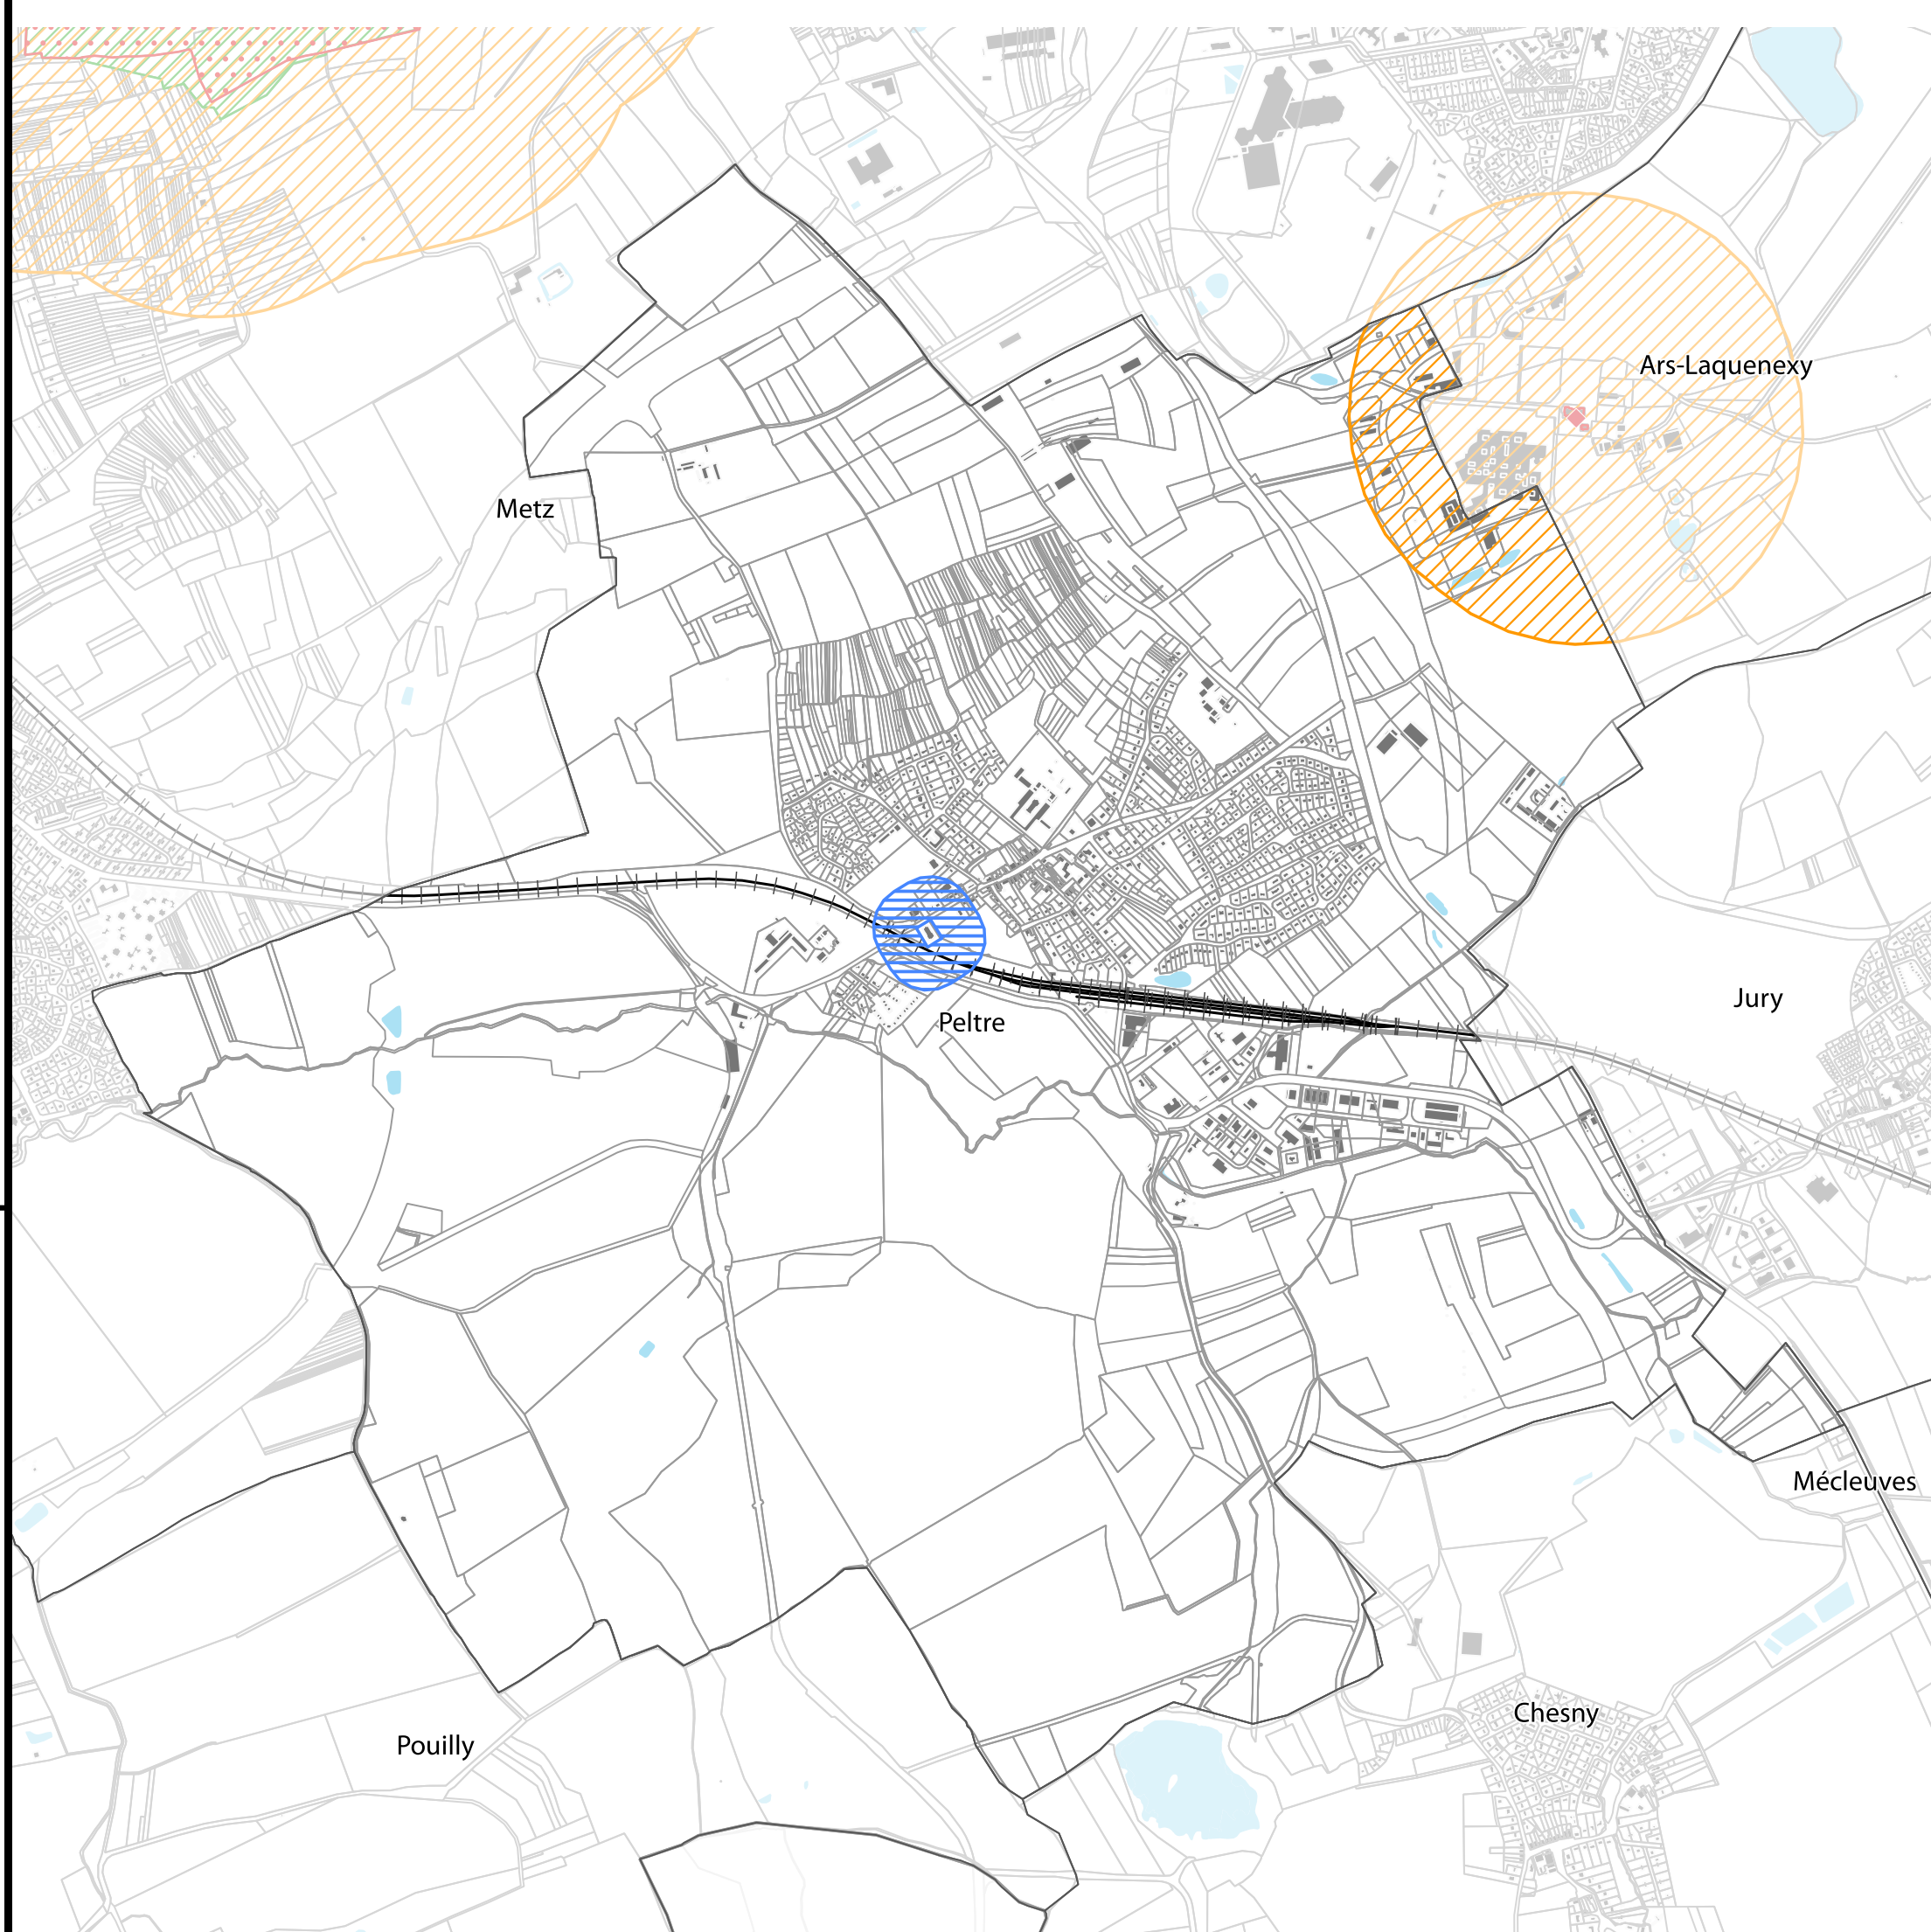 Ars-Laquenexy
Metz
Jury
Peltre
Mécleuves
Chesny
Pouilly